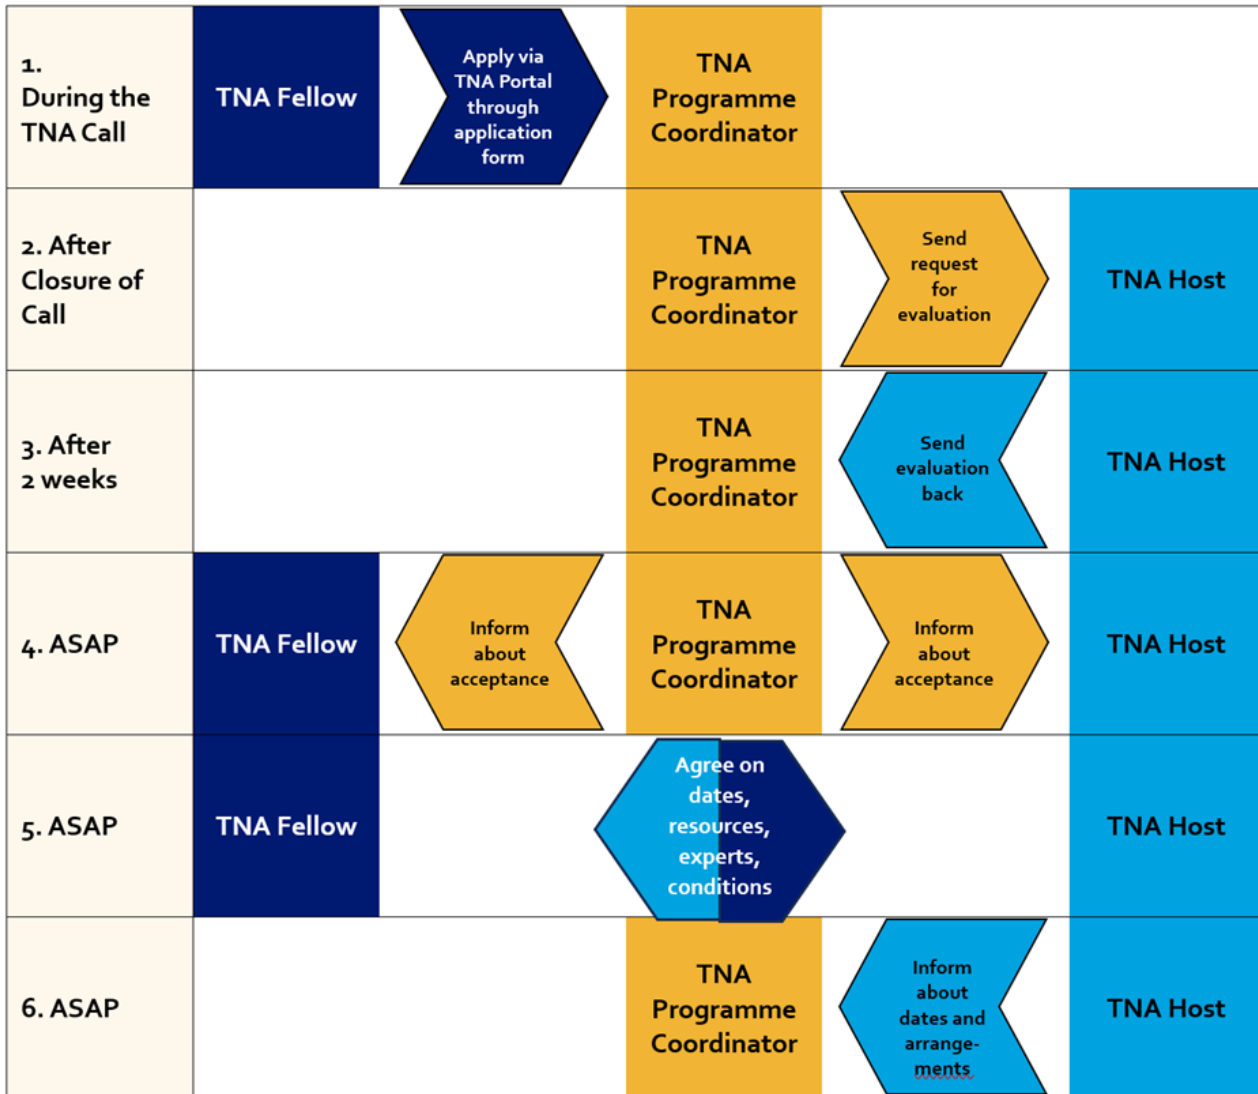 1.
During the
TNA Call
TNA Fellow
Apply via
TNA Portal
through
application
form
TNA
Programme
Coordinator
2. After
Closure of
Call
TNA
Programme
Coordinator
Send
request
for
evaluation
TNA Host
3. After
2 weeks
TNA
Programme
Coordinator
Send
evaluation
back
TNA Host
4. ASAP
TNA Fellow
Inform
about
acceptance
TNA
Programme
Coordinator
Inform
about
acceptance
TNA Host
5. ASAP
TNA Fellow
Agree on
dates,
resources,
experts,
conditions
TNA Host
6. ASAP
TNA
Programme
Coordinator
Inform
about
dates and
arrange-
ments
TNA Host